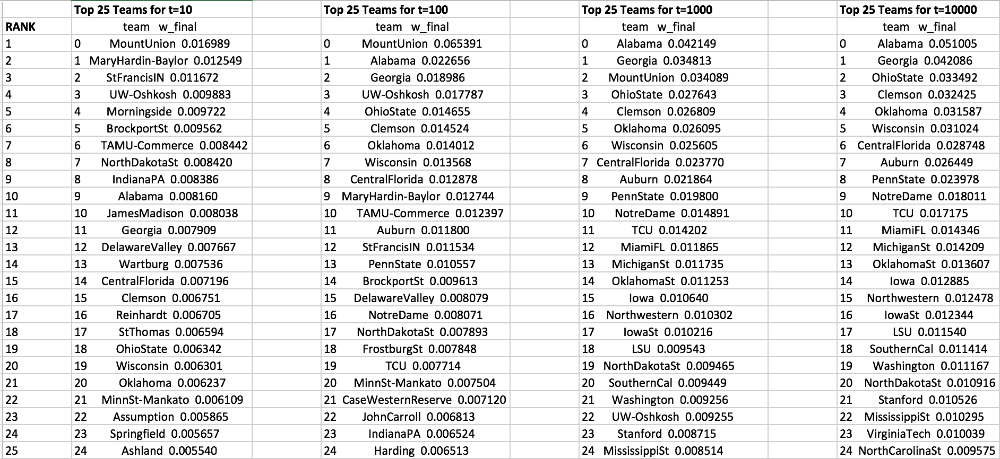 Top 25 Teams for t=10 Top 25 Teams for t=100 Top 25 Teams for t=1000 Top 25 Teams for t=10000
RANK team w_final team w_final team w_final team w_final
1 0 MountUnion 0.016989 0 MountUnion 0.065391 0 Alabama 0.042149 0 Alabama 0.051005
2 1 MaryHardin-Baylor 0.012549 1 Alabama 0.022656 1 Georgia 0.034813 1 Georgia 0.042086
3 2 StFrancisIN 0.011672 2 Georgia 0.018986 2 MountUnion 0.034089 2 OhioState 0.033492
4 3 UW-Oshkosh 0.009883 3 UW-Oshkosh 0.017787 3 OhioState 0.027643 3 Clemson 0.032425
5 4 Morningside 0.009722 4 OhioState 0.014655 4 Clemson 0.026809 4 Oklahoma 0.031587
6 5 BrockportSt 0.009562 5 Clemson 0.014524 5 Oklahoma 0.026095 5 Wisconsin 0.031024
7 6 TAMU-Commerce 0.008442 6 Oklahoma 0.014012 6 Wisconsin 0.025605 6 CentralFlorida 0.028748
8 7 NorthDakotaSt 0.008420 7 Wisconsin 0.013568 7 CentralFlorida 0.023770 7 Auburn 0.026449
9 8 IndianaPA 0.008386 8 CentralFlorida 0.012878 8 Auburn 0.021864 8 PennState 0.023978
10 9 Alabama 0.008160 9 MaryHardin-Baylor 0.012744 9 PennState 0.019800 9 NotreDame 0.018011
11 10 JamesMadison 0.008038 10 TAMU-Commerce 0.012397 10 NotreDame 0.014891 10 TCU 0.017175
12 11 Georgia 0.007909 11 Auburn 0.011800 11 TCU 0.014202 11 MiamiFL 0.014346
13 12 DelawareValley 0.007667 12 StFrancisIN 0.011534 12 MiamiFL 0.011865 12 MichiganSt 0.014209
14 13 Wartburg 0.007536 13 PennState 0.010557 13 MichiganSt 0.011735 13 OklahomaSt 0.013607
15 14 CentralFlorida 0.007196 14 BrockportSt 0.009613 14 OklahomaSt 0.011253 14 Iowa 0.012885
16 15 Clemson 0.006751 15 DelawareValley 0.008079 15 Iowa 0.010640 15 Northwestern 0.012478
17 16 Reinhardt 0.006705 16 NotreDame 0.008071 16 Northwestern 0.010302 16 IowaSt 0.012344
18 17 StThomas 0.006594 17 NorthDakotaSt 0.007893 17 IowaSt 0.010216 17 LSU 0.011540
19 18 OhioState 0.006342 18 FrostburgSt 0.007848 18 LSU 0.009543 18 SouthernCal 0.011414
20 19 Wisconsin 0.006301 19 TCU 0.007714 19 NorthDakotaSt 0.009465 19 Washington 0.011167
21 20 Oklahoma 0.006237 20 MinnSt-Mankato 0.007504 20 SouthernCal 0.009449 20 NorthDakotaSt 0.010916
22 21 MinnSt-Mankato 0.006109 21 CaseWesternReserve 0.007120 21 Washington 0.009256 21 Stanford 0.010526
23 22 Assumption 0.005865 22 JohnCarroll 0.006813 22 UW-Oshkosh 0.009255 22 MississippiSt 0.010295
24 23 Springfield 0.005657 23 IndianaPA 0.006524 23 Stanford 0.008715 23 VirginiaTech 0.010039
25 24 Ashland 0.005540 24 Harding 0.006513 24 MississippiSt 0.008514 24 NorthCarolinaSt 0.009575